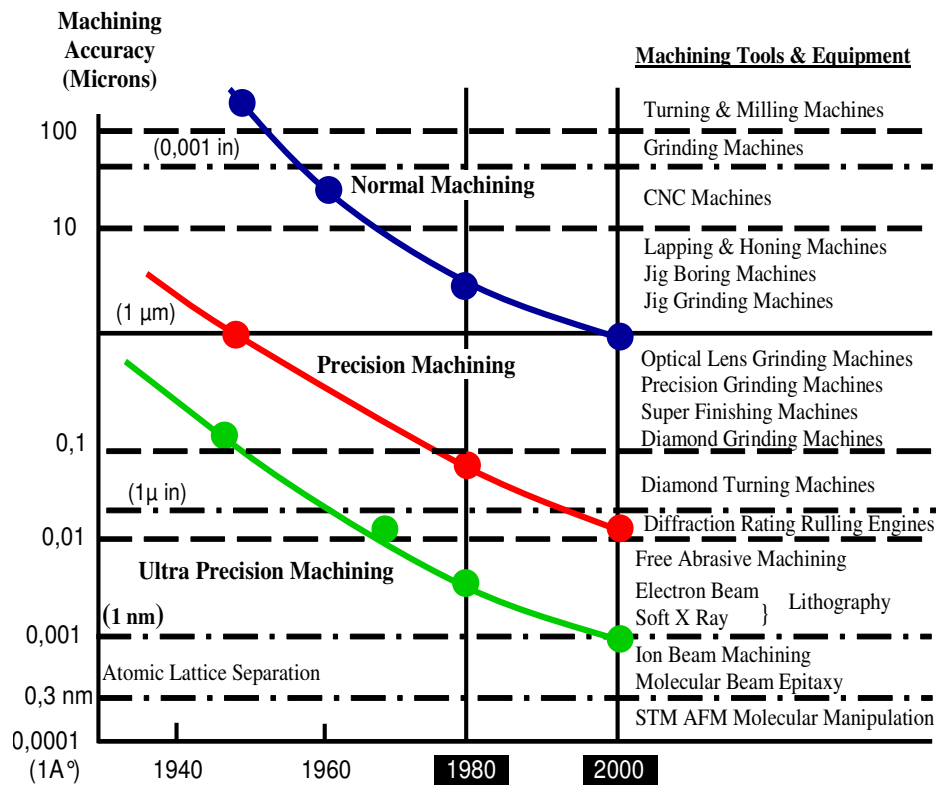 Machining
Accuracy
(Microns)
Machining Tools & Equipment
Turning & Milling Machines
100
(0,001 in)
Grinding Machines
Normal Machining
CNC Machines
10
Lapping & Honing Machines
Jig Boring Machines
Jig Grinding Machines
(1 µm)
Precision Machining
Optical Lens Grinding Machines
Precision Grinding Machines
Super Finishing Machines
Diamond Grinding Machines
0,1
(1µ in)
Diamond Turning Machines
Diffraction Rating Rulling Engines
0,01
Ultra Precision Machining
Free Abrasive Machining
Electron Beam
Soft X Ray } Lithography
(1 nm)
0,001
Ion Beam Machining
Atomic Lattice Separation
Molecular Beam Epitaxy
0,3 nm
STM AFM Molecular Manipulation
0,0001
(1A°)
1940 1960 1980 2000